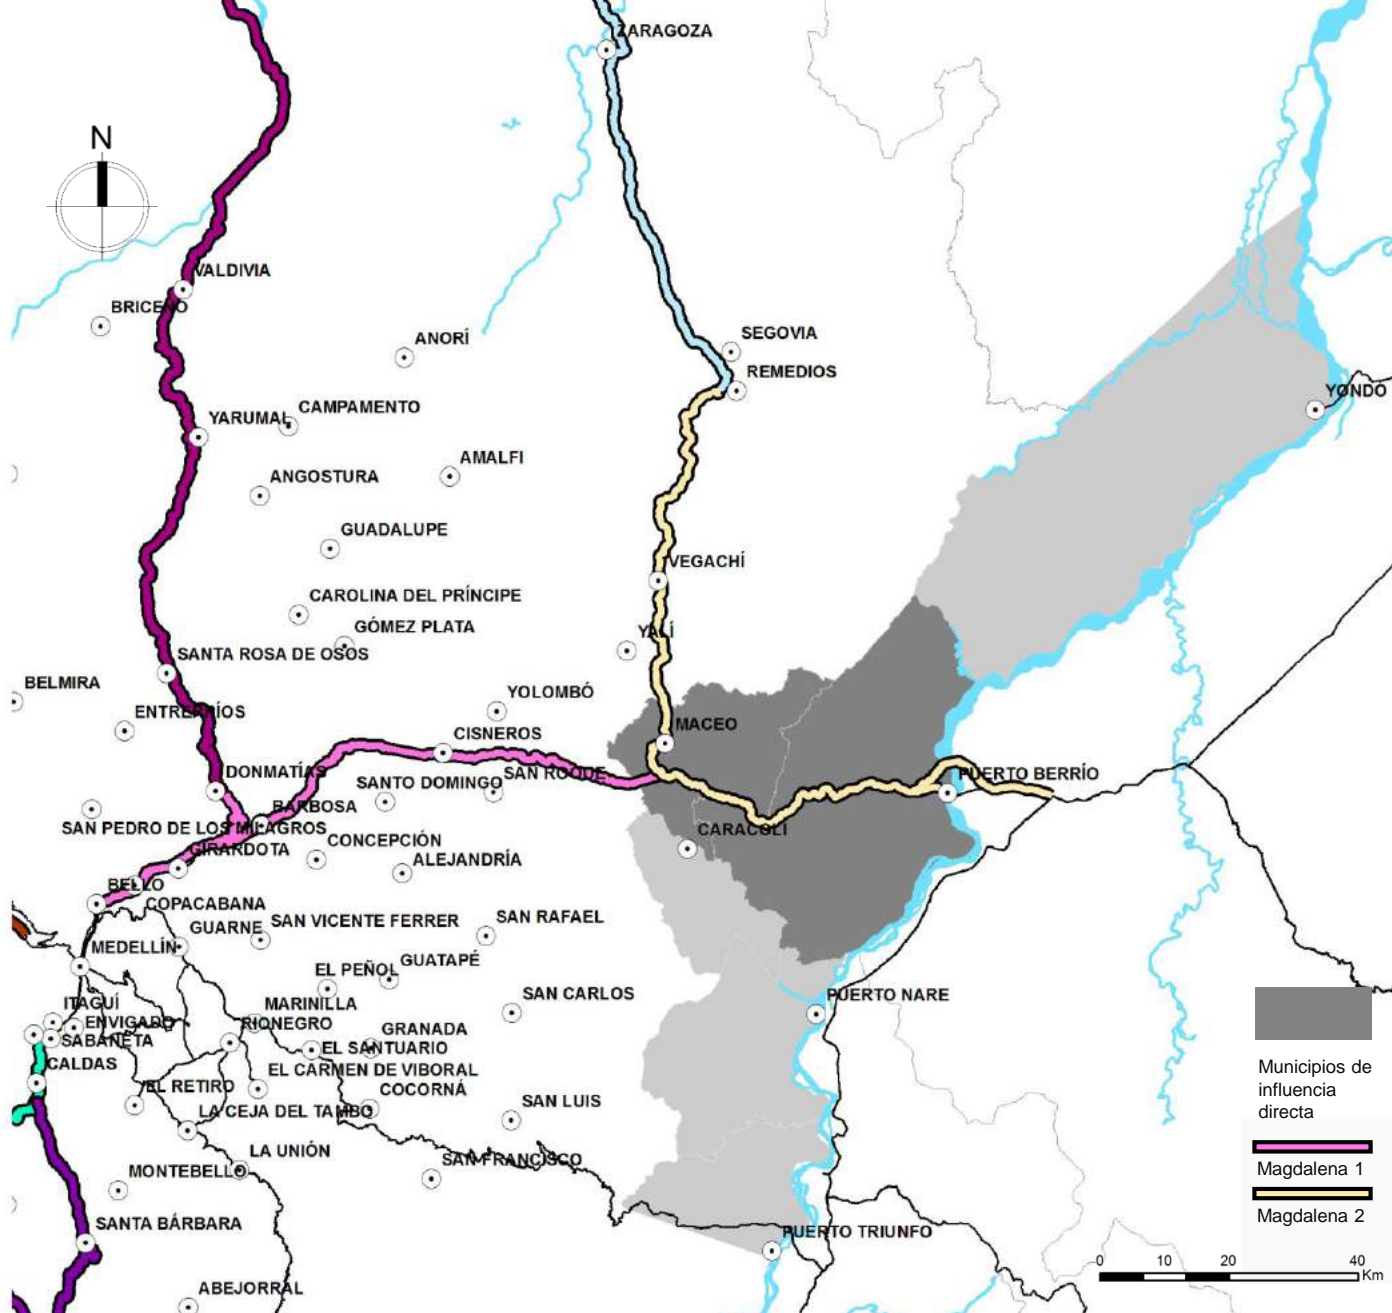 ZARAGOZA
N
VALDIVIA
BRICEÑO
ANORÍ
SEGOVIA
REMEDIOS
YONDÓ
CAMPAMENTO
YARUMAL
AMALFI
ANGOSTURA
GUADALUPE
VEGACHÍ
CAROLINA DEL PRÍNCIPE
GÓMEZ PLATA
YALÍ
SANTA ROSA DE OSOS
BELMIRA
YOLOMBÓ
ENTRERRÍOS
MACEO
CISNEROS
DONMATÍAS
SANTO DOMINGO
SAN ROQUE
PUERTO BERRÍO
BARBOSA
SAN PEDRO DE LOS MILAGROS
CARACOLÍ
CONCEPCIÓN
GIRARDOTA
ALEJANDRÍA
BELLO
COPACABANA
SAN RAFAEL
SAN VICENTE FERRER
GUARNE
MEDELLÍN
GUATAPÉ
EL PEÑOL
SAN CARLOS
PUERTO NARE
ITAGUÍ
MARINILLA
ENVIGADO
RIONEGRO
GRANADA
SABANETA
EL SANTUARIO
CALDAS
EL CARMEN DE VIBORAL
EL RETIRO
COCORNÁ
SAN LUIS
LA CEJA DEL TAMBO
LA UNIÓN
SAN FRANCISCO
MONTEBELLO
SANTA BÁRBARA
PUERTO TRIUNFO
ABEJORRAL
Municipios de
influencia
directa
Magdalena 1
Magdalena 2
0 10 20 40
Km